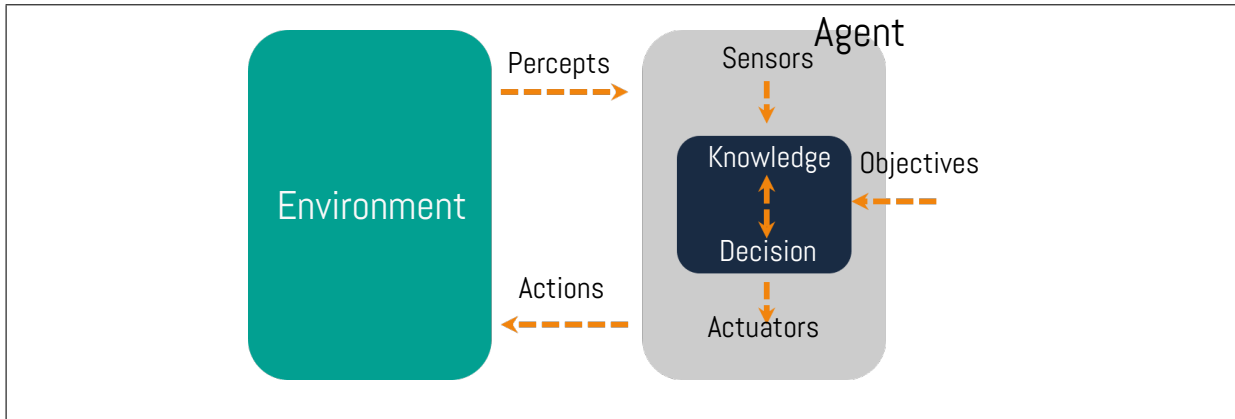 Agent
Percepts
Sensors
Knowledge
Objectives
Environment
Decision
Actions
Actuators